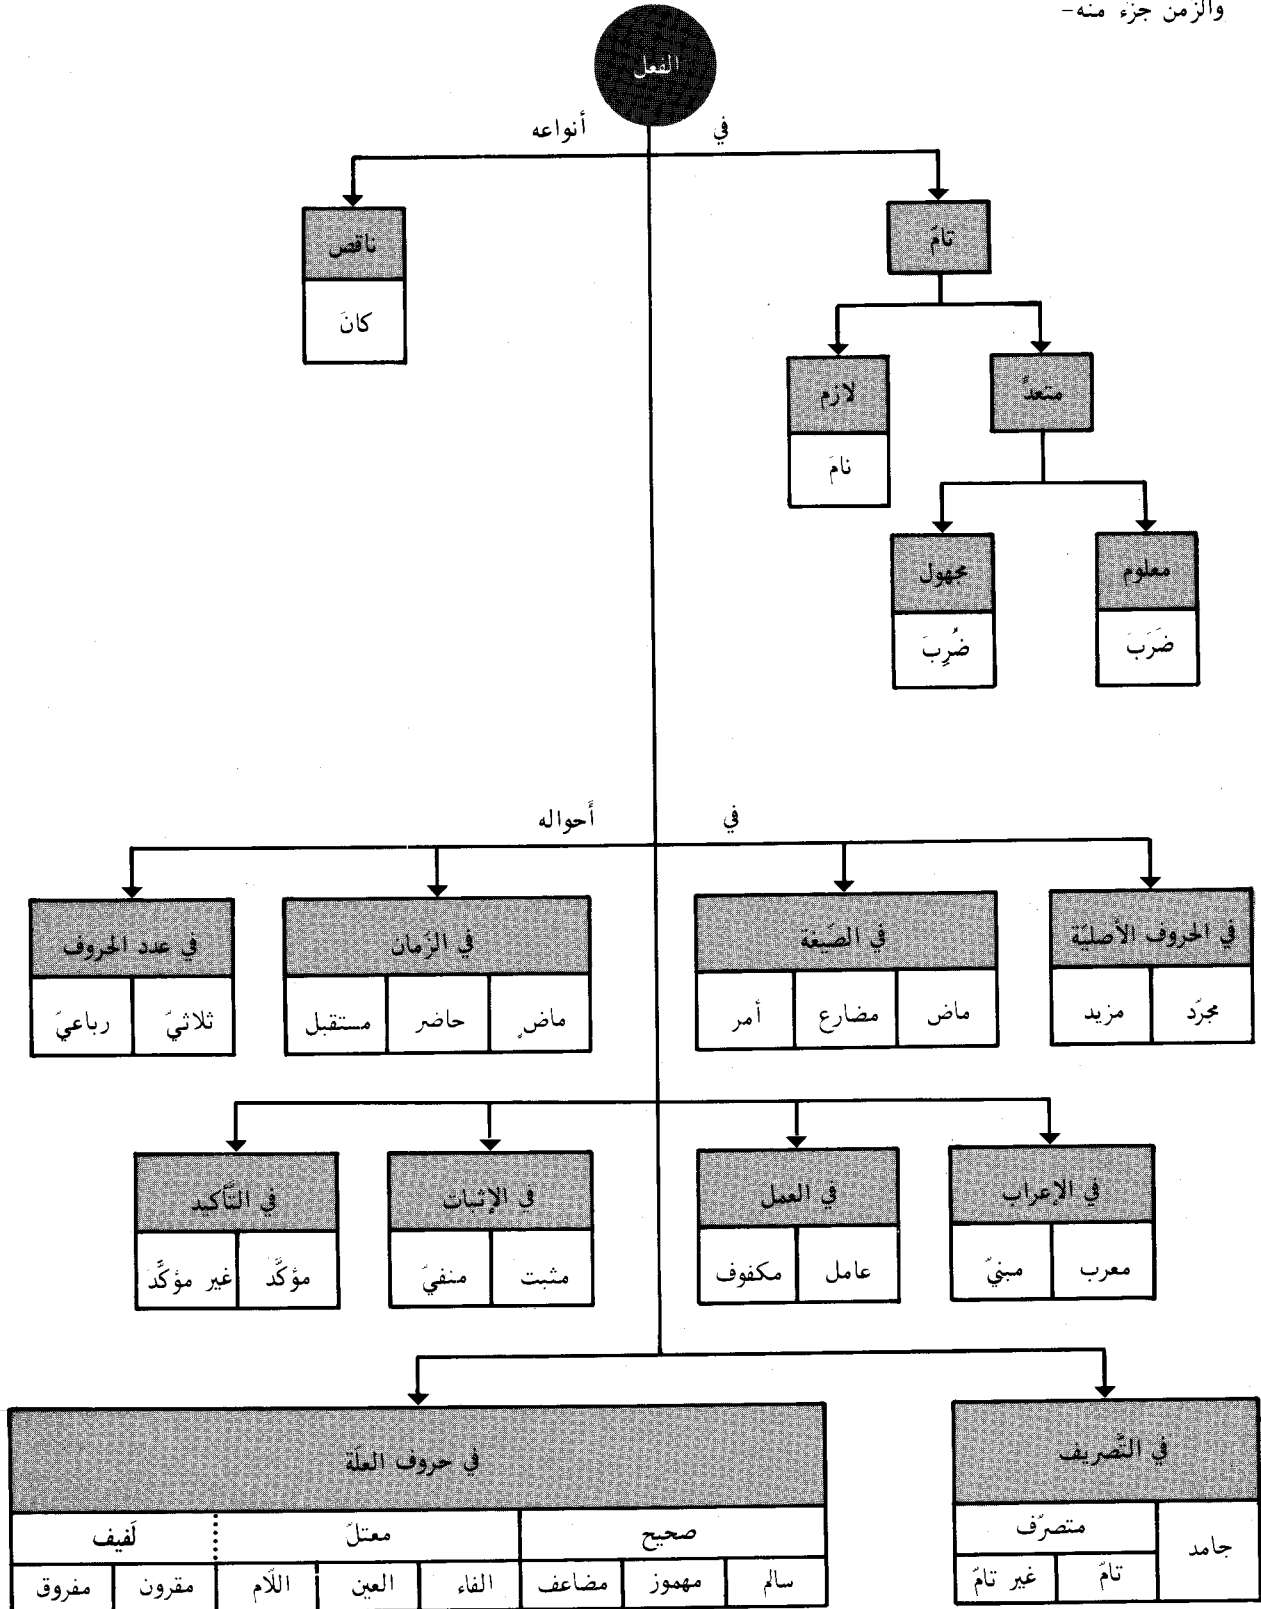 والزمن جزء منه-
الفعل
في أنواعه
تامّ
ناقص
كانَ
متعدٍّ
لازم
نامَ
معلوم
مجهول
ضَرَبَ
ضُرِبَ
في أَحواله
في الحروف الأصليّة
في الصّيغة
في الزّمان
في عدد الحروف
مجرّد مزيد
ماض مضارع أمر
ماضٍ حاضر مستقبل
ثلاثيّ رباعيّ
في الإعراب
في العمل
في الإثبات
في التّأكيد
معرب مبنيّ
عامل مكفوف
مثبت منفيّ
مؤكَّد غير مؤكَّد
في التَّصريف
في حروف العلّة
جامد
متصرّف
تامّ غير تامّ
صحيح معتلّ لَفيف
سالم مهموز مضاعف الفاء العين اللّام مقرون مفروق